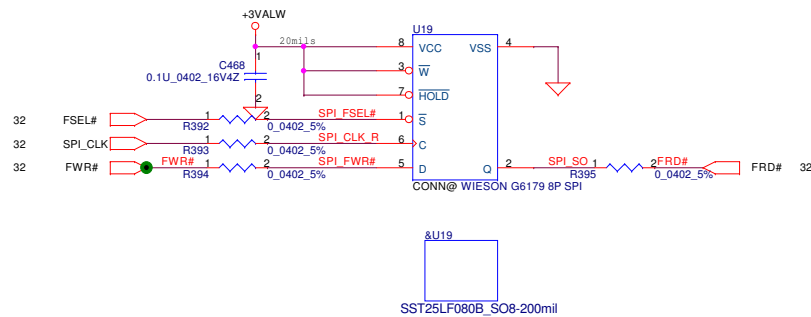 +3VALW
U19
20mils
8 VCC VSS 4
C468
1
0.1U_0402_16V4Z
2
3 W
7 HOLD
32 FSEL# 1 2 SPI_FSEL# 1 S
R392 0_0402_5%
32 SPI_CLK 1 2 SPI_CLK_R 6 C
R393 0_0402_5%
32 FWR# FWR# 1 2 SPI_FWR# 5 D Q 2 SPI_SO 1 2 FRD# FRD# 32
R394 0_0402_5% R395 0_0402_5%
CONN@ WIESON G6179 8P SPI
&U19
SST25LF080B_SO8-200mil